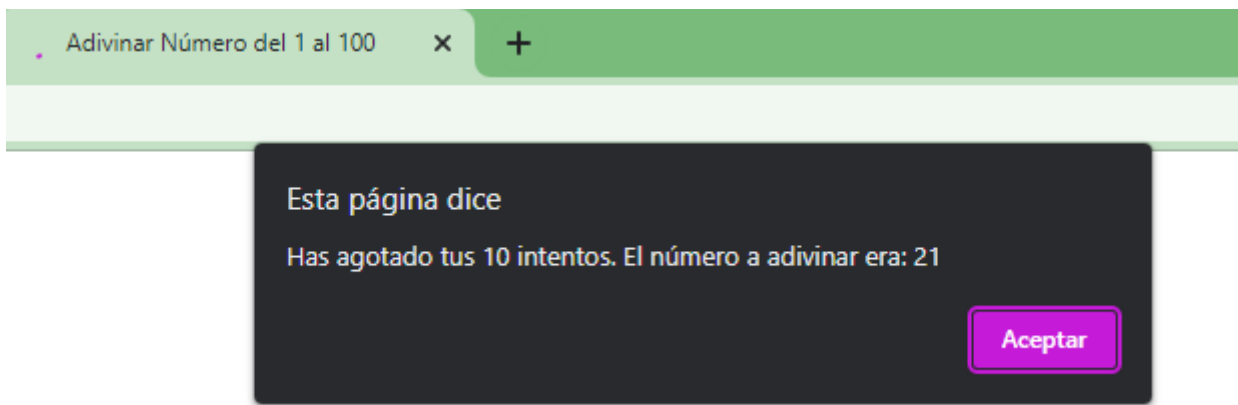 Adivinar Número del 1 al 100
Esta página dice
Has agotado tus 10 intentos. El número a adivinar era: 21
Aceptar